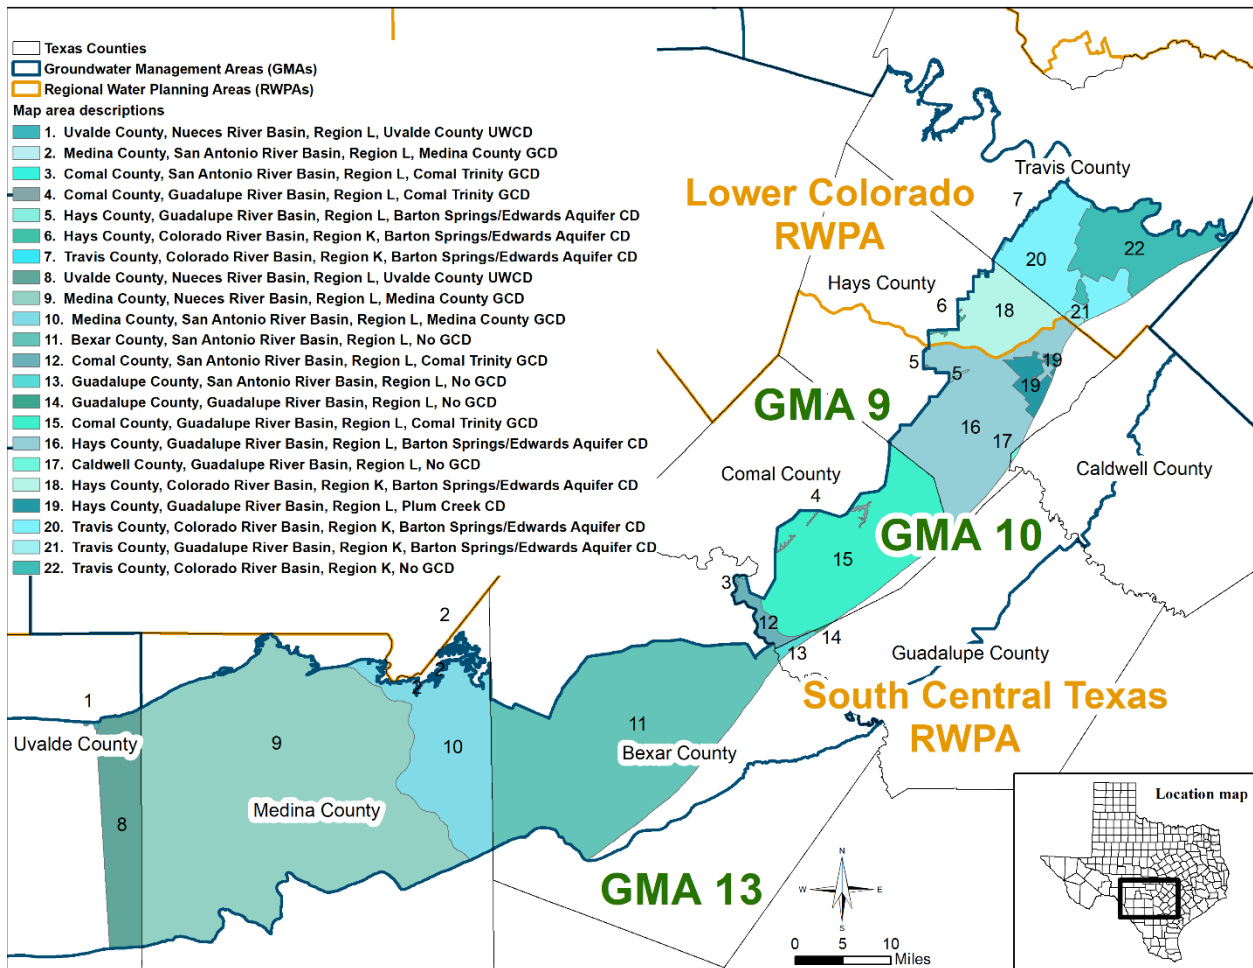 Texas Counties
Groundwater Management Areas (GMAs)
Regional Water Planning Areas (RWPAs)
Map area descriptions
1. Uvalde County, Nueces River Basin, Region L, Uvalde County UWCD
2. Medina County, San Antonio River Basin, Region L, Medina County GCD
3. Comal County, San Antonio River Basin, Region L, Comal Trinity GCD
4. Comal County, Guadalupe River Basin, Region L, Comal Trinity GCD
5. Hays County, Guadalupe River Basin, Region L, Barton Springs/Edwards Aquifer CD
6. Hays County, Colorado River Basin, Region K, Barton Springs/Edwards Aquifer CD
7. Travis County, Colorado River Basin, Region K, Barton Springs/Edwards Aquifer CD
8. Uvalde County, Nueces River Basin, Region L, Uvalde County UWCD
9. Medina County, Nueces River Basin, Region L, Medina County GCD
10. Medina County, San Antonio River Basin, Region L, Medina County GCD
11. Bexar County, San Antonio River Basin, Region L, No GCD
12. Comal County, San Antonio River Basin, Region L, Comal Trinity GCD
13. Guadalupe County, San Antonio River Basin, Region L, No GCD
14. Guadalupe County, Guadalupe River Basin, Region L, No GCD
15. Comal County, Guadalupe River Basin, Region L, Comal Trinity GCD
16. Hays County, Guadalupe River Basin, Region L, Barton Springs/Edwards Aquifer CD
17. Caldwell County, Guadalupe River Basin, Region L, No GCD
18. Hays County, Colorado River Basin, Region K, Barton Springs/Edwards Aquifer CD
19. Hays County, Guadalupe River Basin, Region L, Plum Creek CD
20. Travis County, Colorado River Basin, Region K, Barton Springs/Edwards Aquifer CD
21. Travis County, Guadalupe River Basin, Region K, Barton Springs/Edwards Aquifer CD
22. Travis County, Colorado River Basin, Region K, No GCD
Travis County
Lower Colorado
RWPA
7
22
20
Hays County
6
18
21
5
5
19
19
GMA 9
16
17
Caldwell County
Comal County
4
GMA 10
15
3
2
12
14
13
Guadalupe County
2
2
South Central Texas
RWPA
1
Uvalde County
9
10
11
Bexar County
Medina County
8
GMA 13
N
W
E
S
0 5 10
Miles
Location map